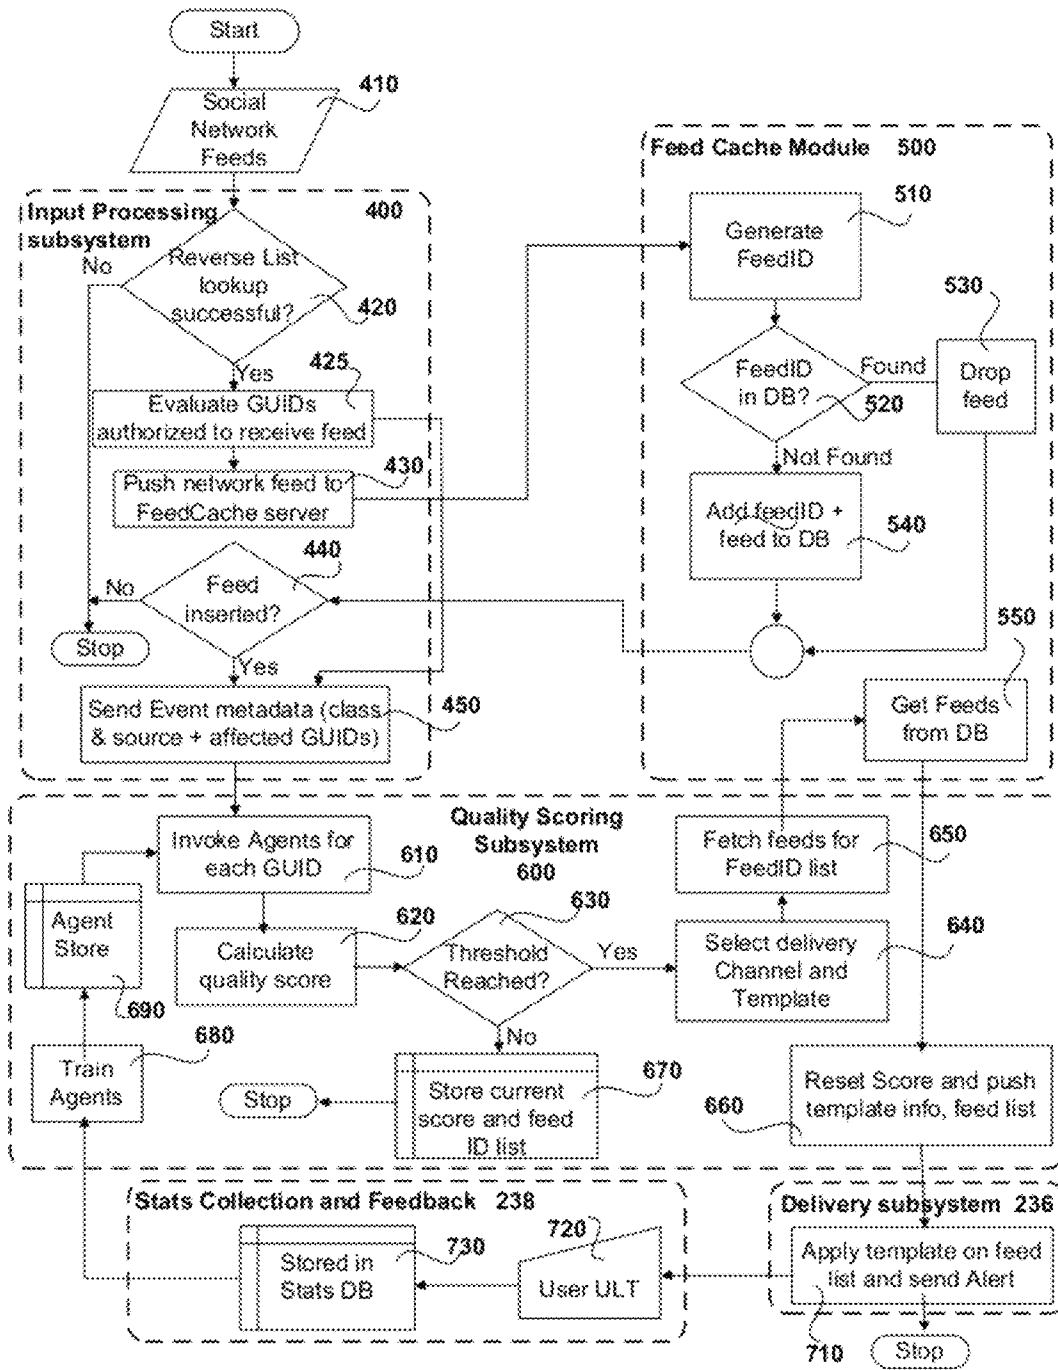 Start
410
Social
Network
Feeds
Input Processing
subsystem
400
No
Reverse List
lookup
successful?
420
Yes
425
Evaluate GUIDs
authorized to receive feed
430
Push network feed to
FeedCache server
440
No
Feed
inserted?
Stop
Yes
Send Event metadata (class
& source + affected GUIDs)
450
Feed Cache Module 500
510
Generate
FeedID
530
FeedID
in DB?
Found
520
Drop
feed
Not Found
Add feedID +
feed to DB
540
550
Get Feeds
from DB
Quality Scoring
Subsystem
600
Invoke Agents for
each GUID
610
Fetch feeds for
FeedID list
650
Agent
Store
690
620
Calculate
quality score
630
Threshold
Reached?
Yes
Select delivery
Channel and
Template
640
No
680
Train
Agents
Stop
Store current
score and feed
ID list
670
Reset Score and push
template info, feed list
660
Stats Collection and Feedback 238
Stored in
Stats DB
730
720
User ULT
Delivery subsystem 236
Apply template on feed
list and send Alert
710
Stop